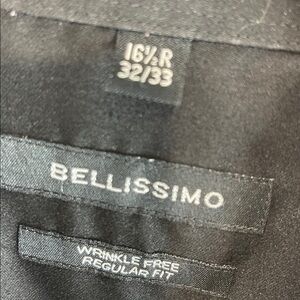 16½R
32/33
BELLISSIMO
WRINKLE FREE
REGULAR FIT